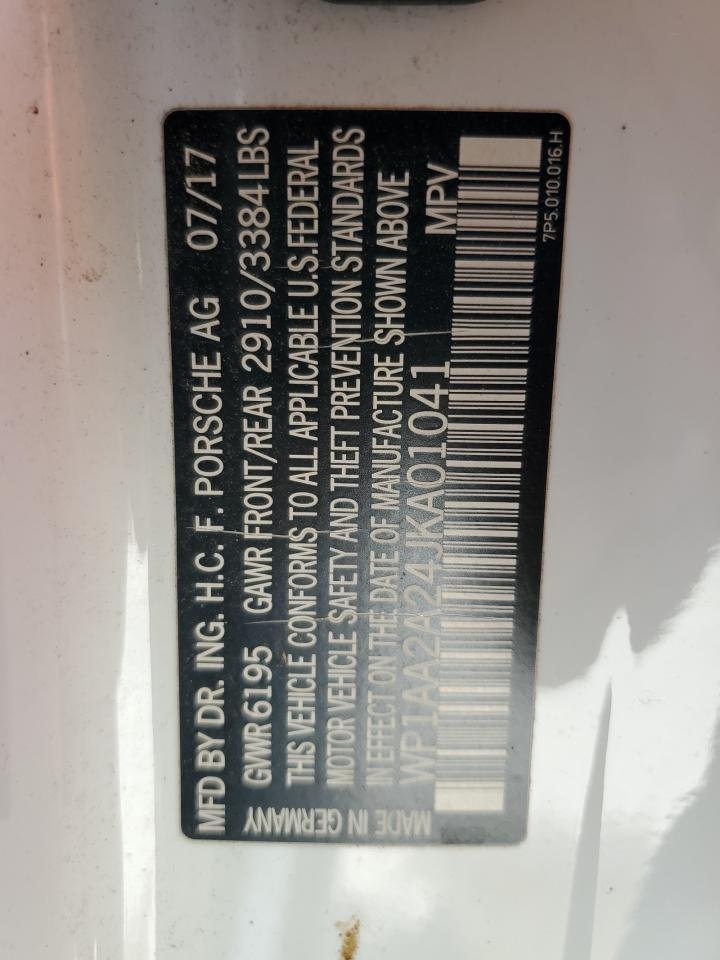 MFD BY DR. ING. H.C. F. PORSCHE AG 07/17
GVWR 6195 GAWR FRONT/REAR 2910/3384LBS
THIS VEHICLE CONFORMS TO ALL APPLICABLE U.S.FEDERAL
MOTOR VEHICLE SAFETY AND THEFT PREVENTION STANDARDS
IN EFFECT ON THE DATE OF MANUFACTURE SHOWN ABOVE
WP1AA2A24JKA01041 MPV
MADE IN GERMANY
7P5.010.016.H